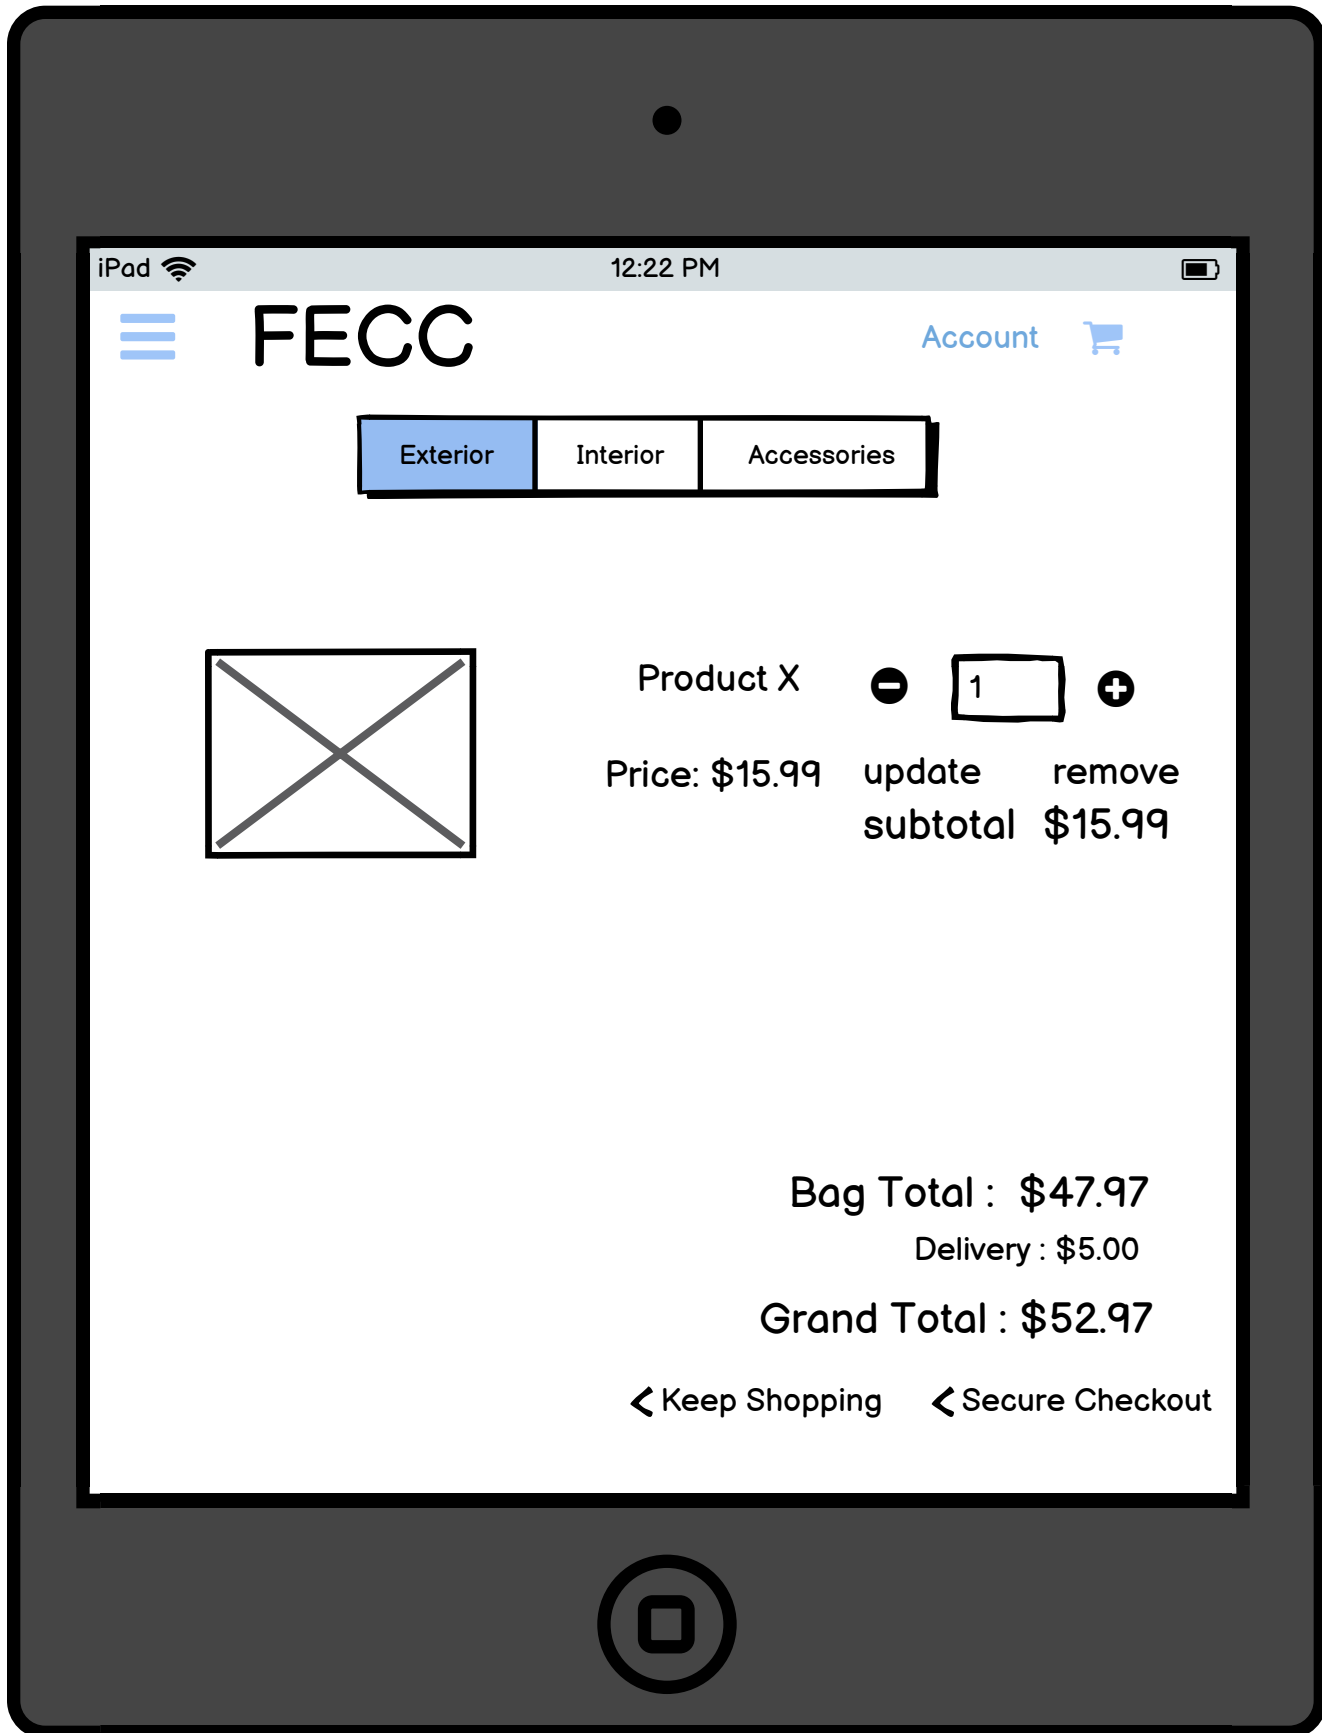 iPad 12:22 PM
FECC Account
Exterior Interior Accessories
Product X 1
Price: $15.99 update remove
subtotal $15.99
Bag Total : $47.97
Delivery : $5.00
Grand Total : $52.97
Keep Shopping Secure Checkout